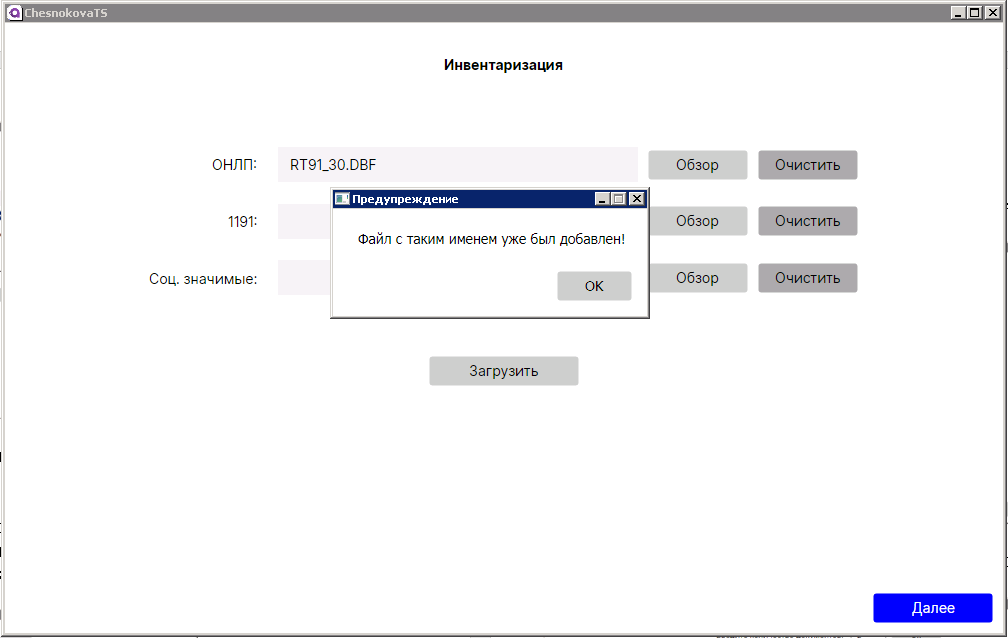 ChesnokovaTS
Инвентаризация
ОНЛП:
RT91_30.DBF
Обзор
Очистить
Предупреждение
1191:
Обзор
Очистить
Файл с таким именем уже был добавлен!
Соц. значимые:
Обзор
Очистить
OK
Загрузить
Далее